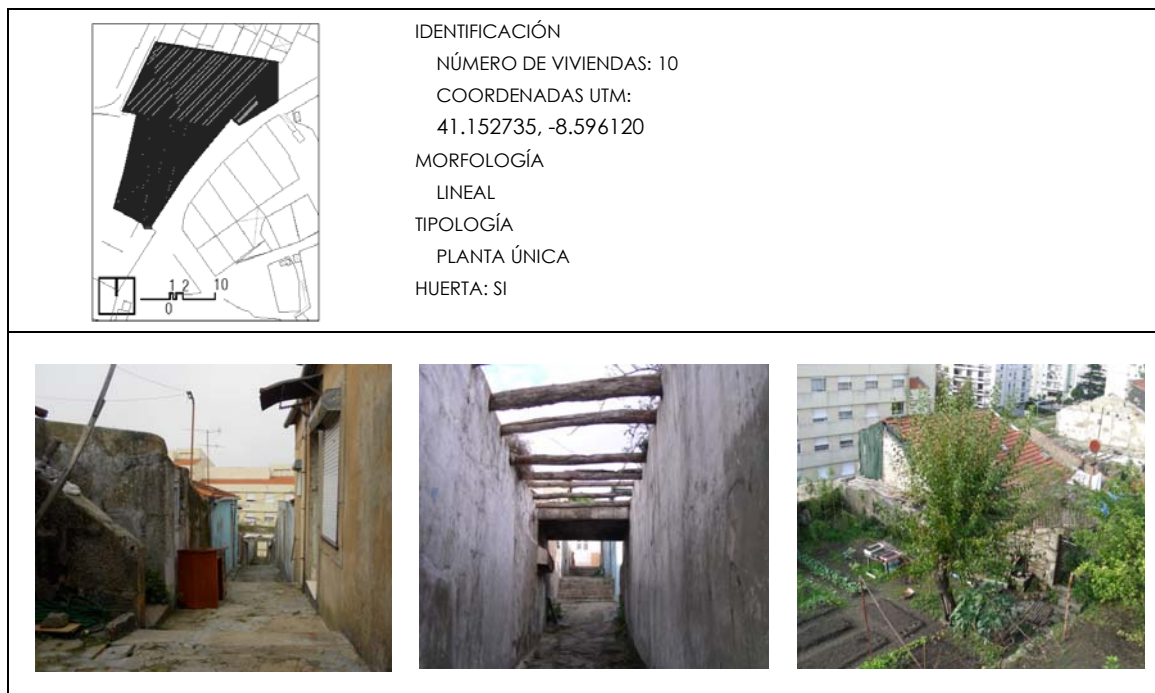 IDENTIFICACIÓN
NÚMERO DE VIVIENDAS: 10
COORDENADAS UTM:
41.152735, -8.596120
MORFOLOGÍA
LINEAL
TIPOLOGÍA
PLANTA ÚNICA
HUERTA: SI
1 2 10
0